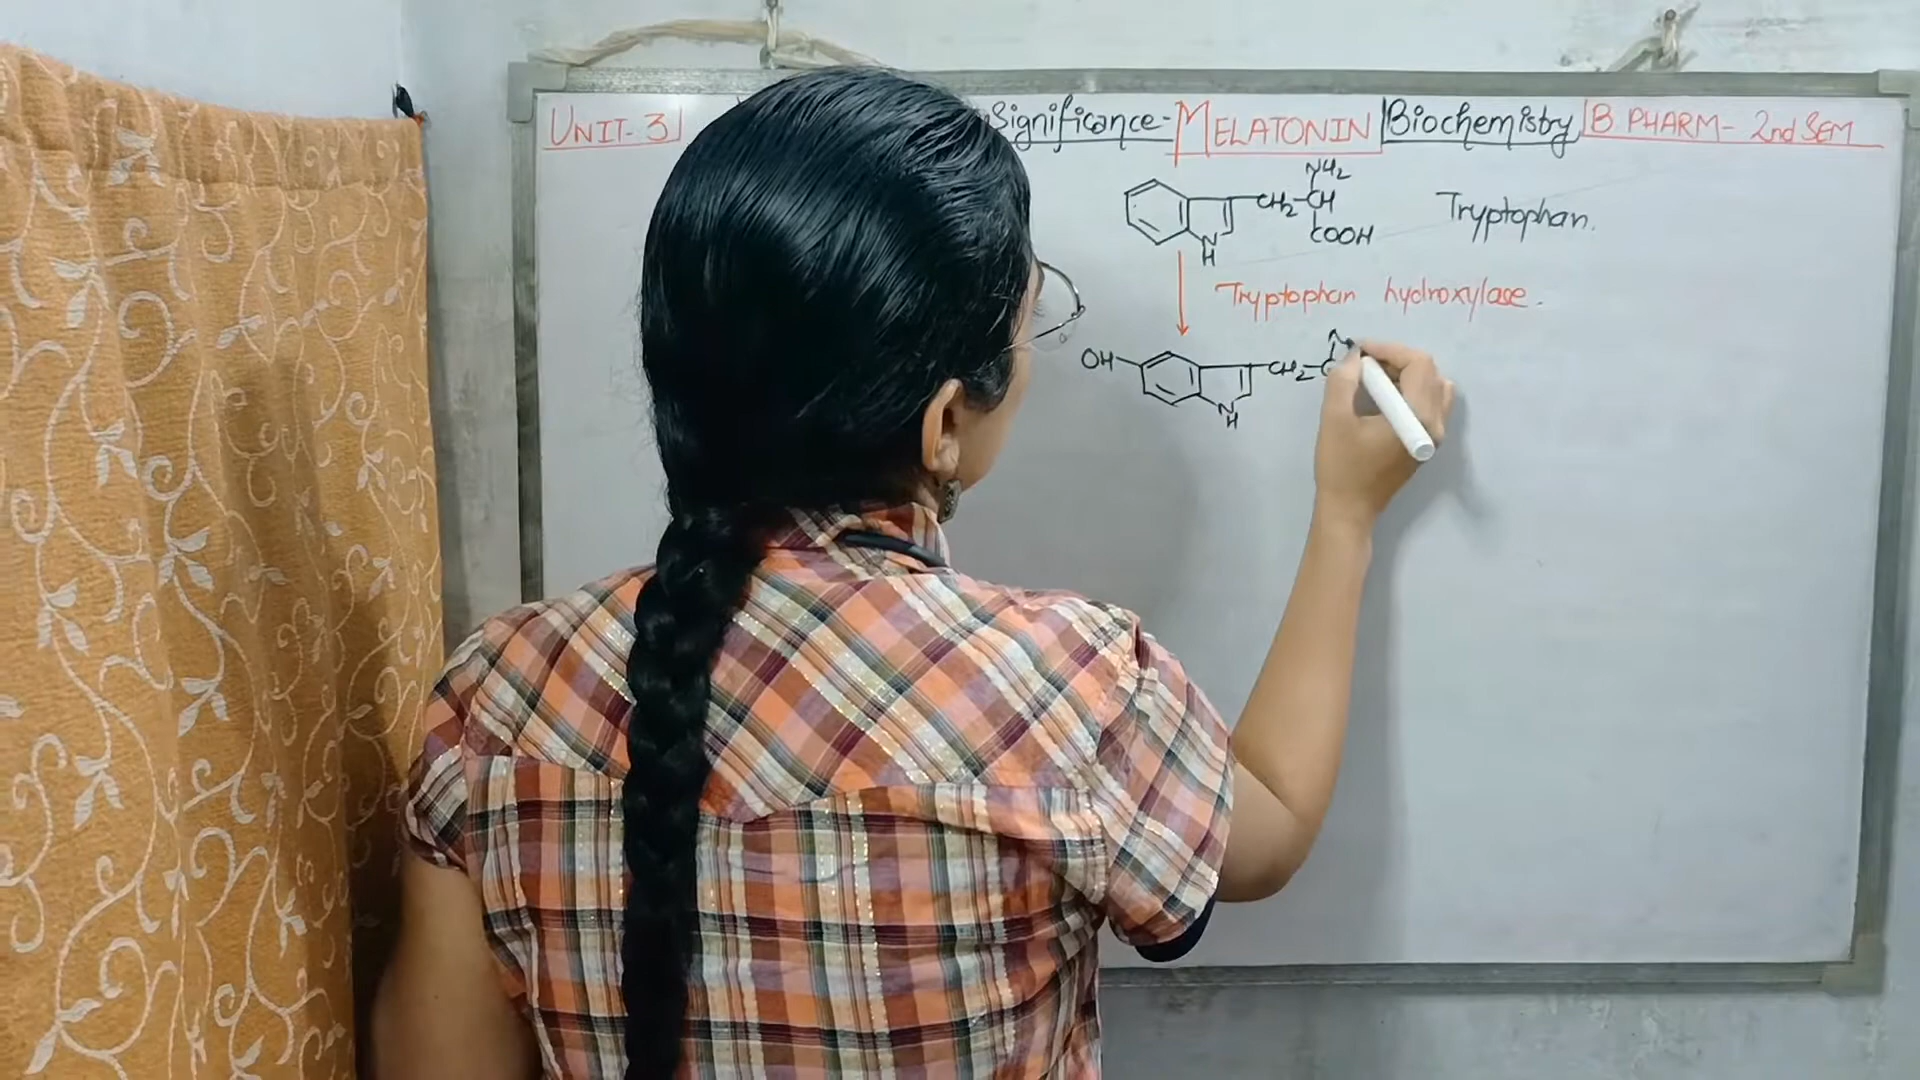 UNIT-3 Significance-MELATONIN Biochemistry B PHARM- 2nd SEM
NH2
CH2-CH
COOH
N
H
Tryptophan.
Tryptophan hydroxylase.
OH
CH2
N
H